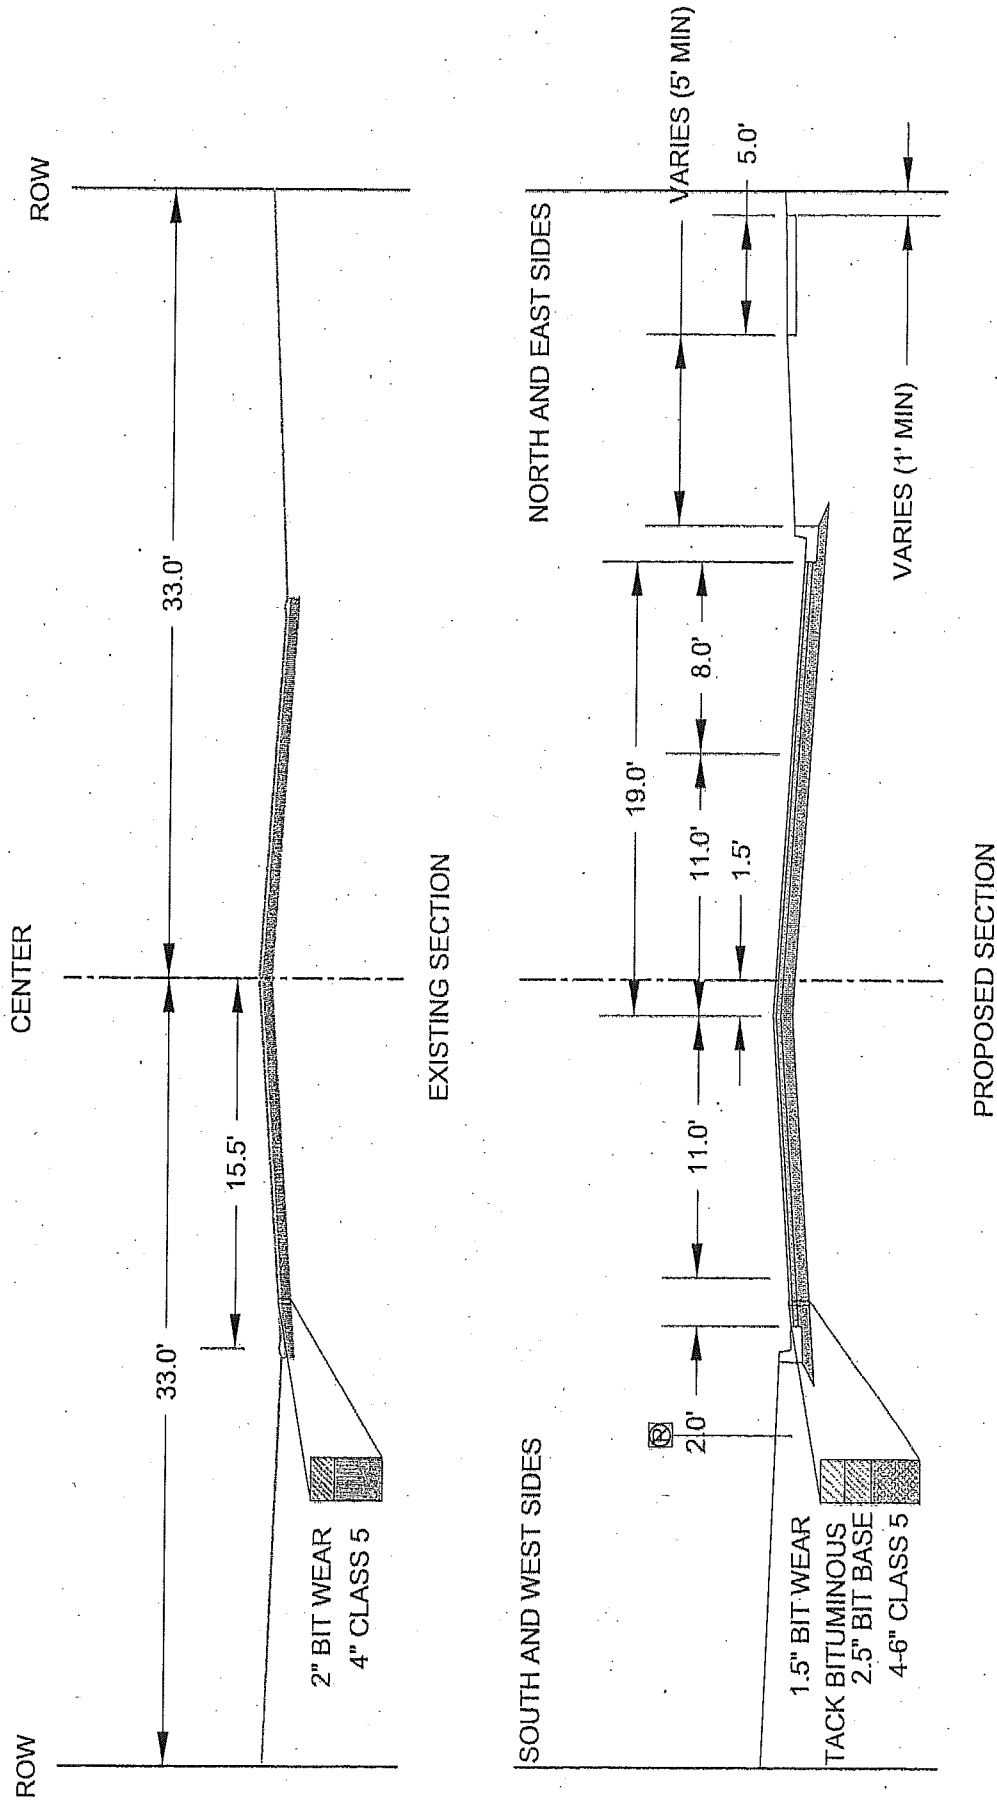 ROW
CENTER
ROW
33.0'
33.0'
15.5'
2" BIT WEAR
4" CLASS 5
EXISTING SECTION
SOUTH AND WEST SIDES
NORTH AND EAST SIDES
VARIES (5' MIN)
19.0'
5.0'
2.0'
11.0'
11.0'
8.0'
1.5'
R
1.5" BIT WEAR
TACK BITUMINOUS
2.5" BIT BASE
4-6" CLASS 5
VARIES (1' MIN)
PROPOSED SECTION